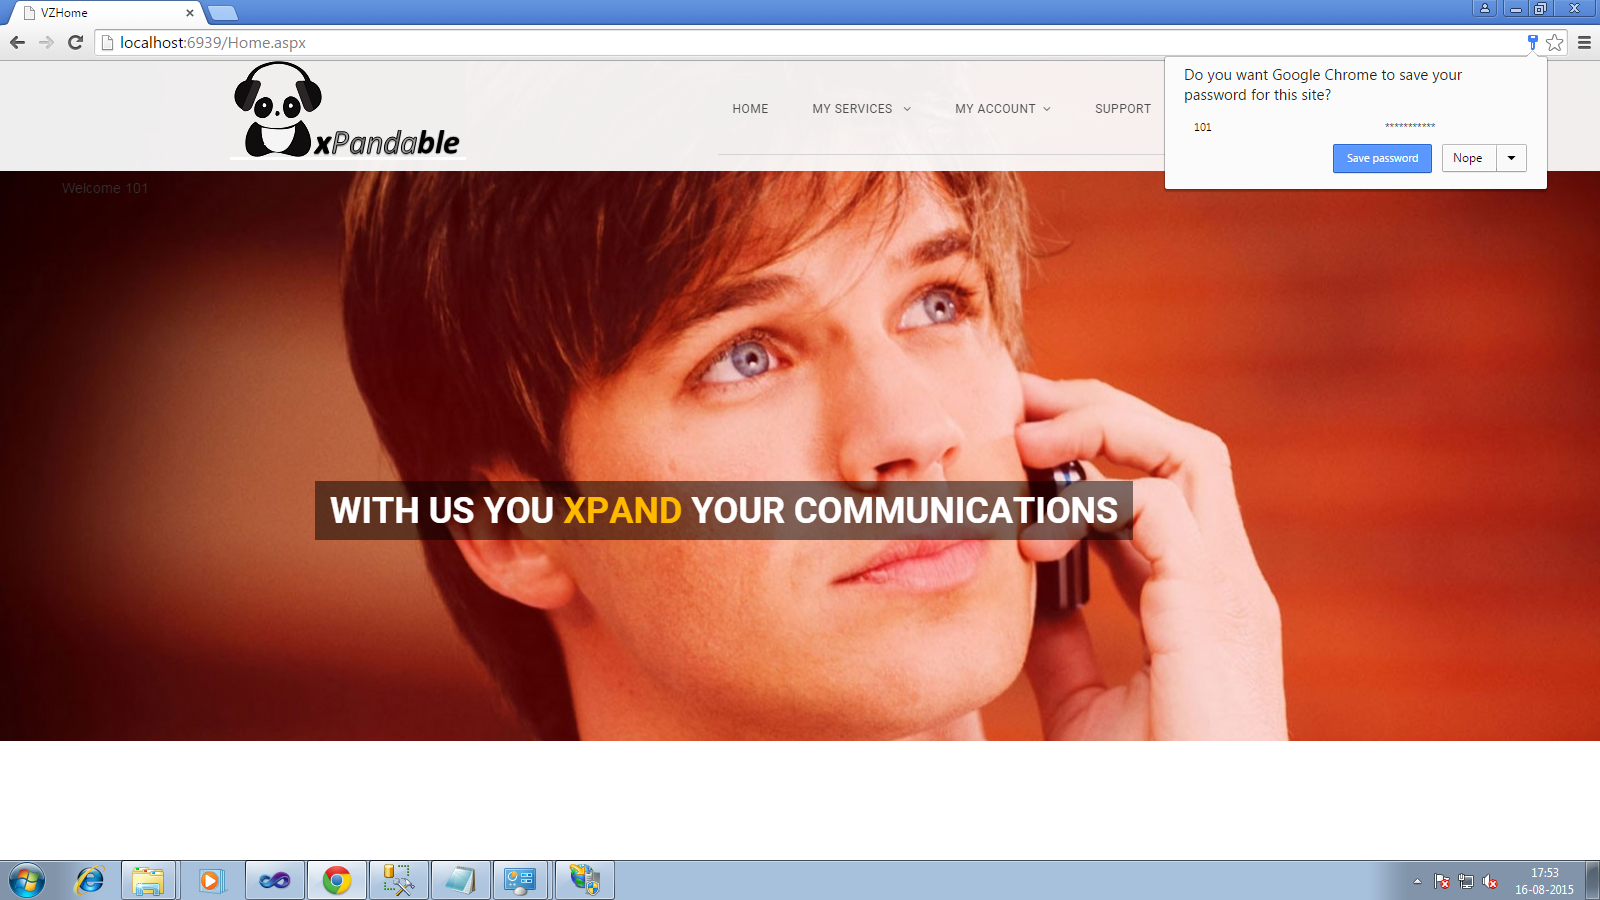 VZHome
localhost:6939/Home.aspx
Do you want Google Chrome to save your
password for this site?
101 ***********
Save password Nope
xPandable
HOME MY SERVICES MY ACCOUNT SUPPORT
Welcome 101
WITH US YOU XPAND YOUR COMMUNICATIONS
17:53
16-08-2015